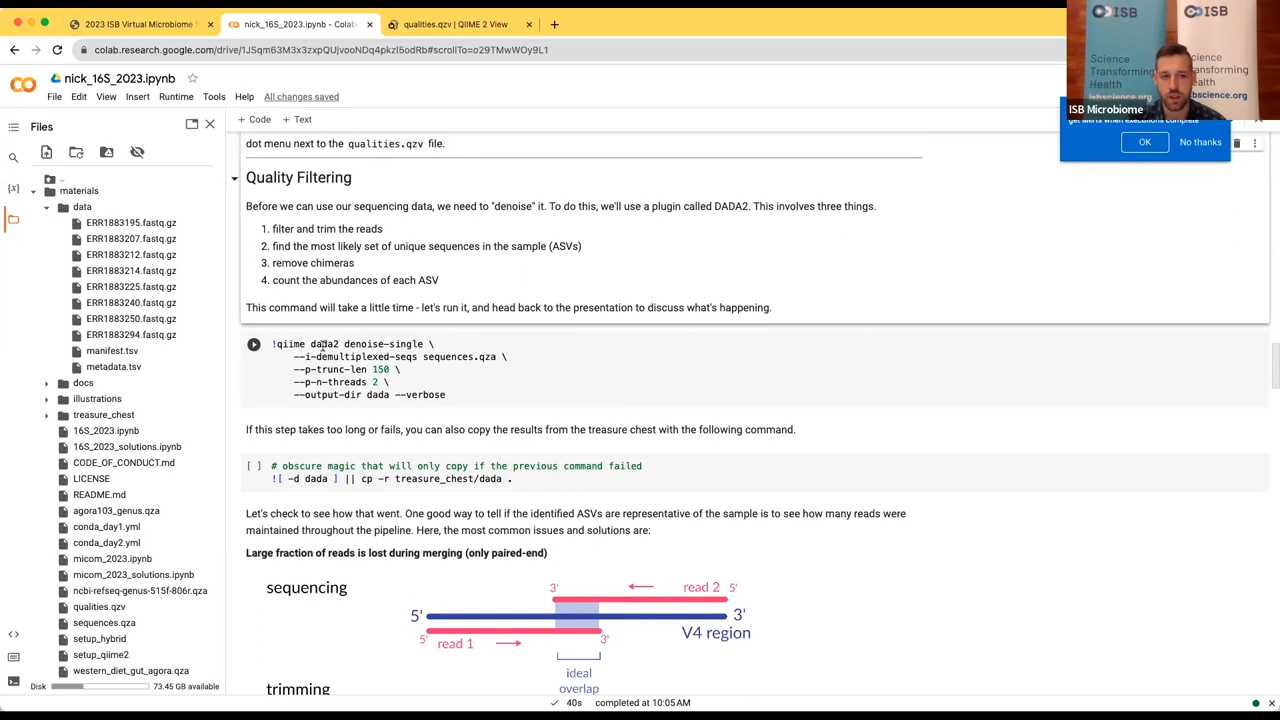 2023 ISB Virtual Microbiome S
nick_16S_2023.ipynb - Colab
qualities.qzv | QIIME 2 View
colab.research.google.com/drive/1JSqm63M3x3zxpQUjvooNDq4pkzl5odRb#scrollTo=o29TMwWOy9L1
nick_16S_2023.ipynb
File Edit View Insert Runtime Tools Help All changes saved
ISB ISB
Science Transforming Health
ISB Microbiome
get alerts when executions complete
OK No thanks
Files
+ Code + Text
..
materials
data
ERR1883195.fastq.gz
ERR1883207.fastq.gz
ERR1883212.fastq.gz
ERR1883214.fastq.gz
ERR1883225.fastq.gz
ERR1883240.fastq.gz
ERR1883250.fastq.gz
ERR1883294.fastq.gz
manifest.tsv
metadata.tsv
docs
illustrations
treasure_chest
16S_2023.ipynb
16S_2023_solutions.ipynb
CODE_OF_CONDUCT.md
LICENSE
README.md
agora103_genus.qza
conda_day1.yml
conda_day2.yml
micom_2023.ipynb
micom_2023_solutions.ipynb
ncbi-refseq-genus-515f-806r.qza
qualities.qzv
sequences.qza
setup_hybrid
setup_qiime2
western_diet_gut_agora.qza
Disk 73.45 GB available
dot menu next to the qualities.qzv file.
Quality Filtering
Before we can use our sequencing data, we need to "denoise" it. To do this, we'll use a plugin called DADA2. This involves three things.
1. filter and trim the reads
2. find the most likely set of unique sequences in the sample (ASVs)
3. remove chimeras
4. count the abundances of each ASV
This command will take a little time - let's run it, and head back to the presentation to discuss what's happening.
!qiime dada2 denoise-single \
--i-demultiplexed-seqs sequences.qza \
--p-trunc-len 150 \
--p-n-threads 2 \
--output-dir dada --verbose
If this step takes too long or fails, you can also copy the results from the treasure chest with the following command.
[ ] # obscure magic that will only copy if the previous command failed
![ -d dada ] || cp -r treasure_chest/dada .
Let's check to see how that went. One good way to tell if the identified ASVs are representative of the sample is to see how many reads were
maintained throughout the pipeline. Here, the most common issues and solutions are:
Large fraction of reads is lost during merging (only paired-end)
sequencing
3' read 2 5'
5' 3'
V4 region
5' read 1 3'
ideal
overlap
trimming
40s completed at 10:05AM